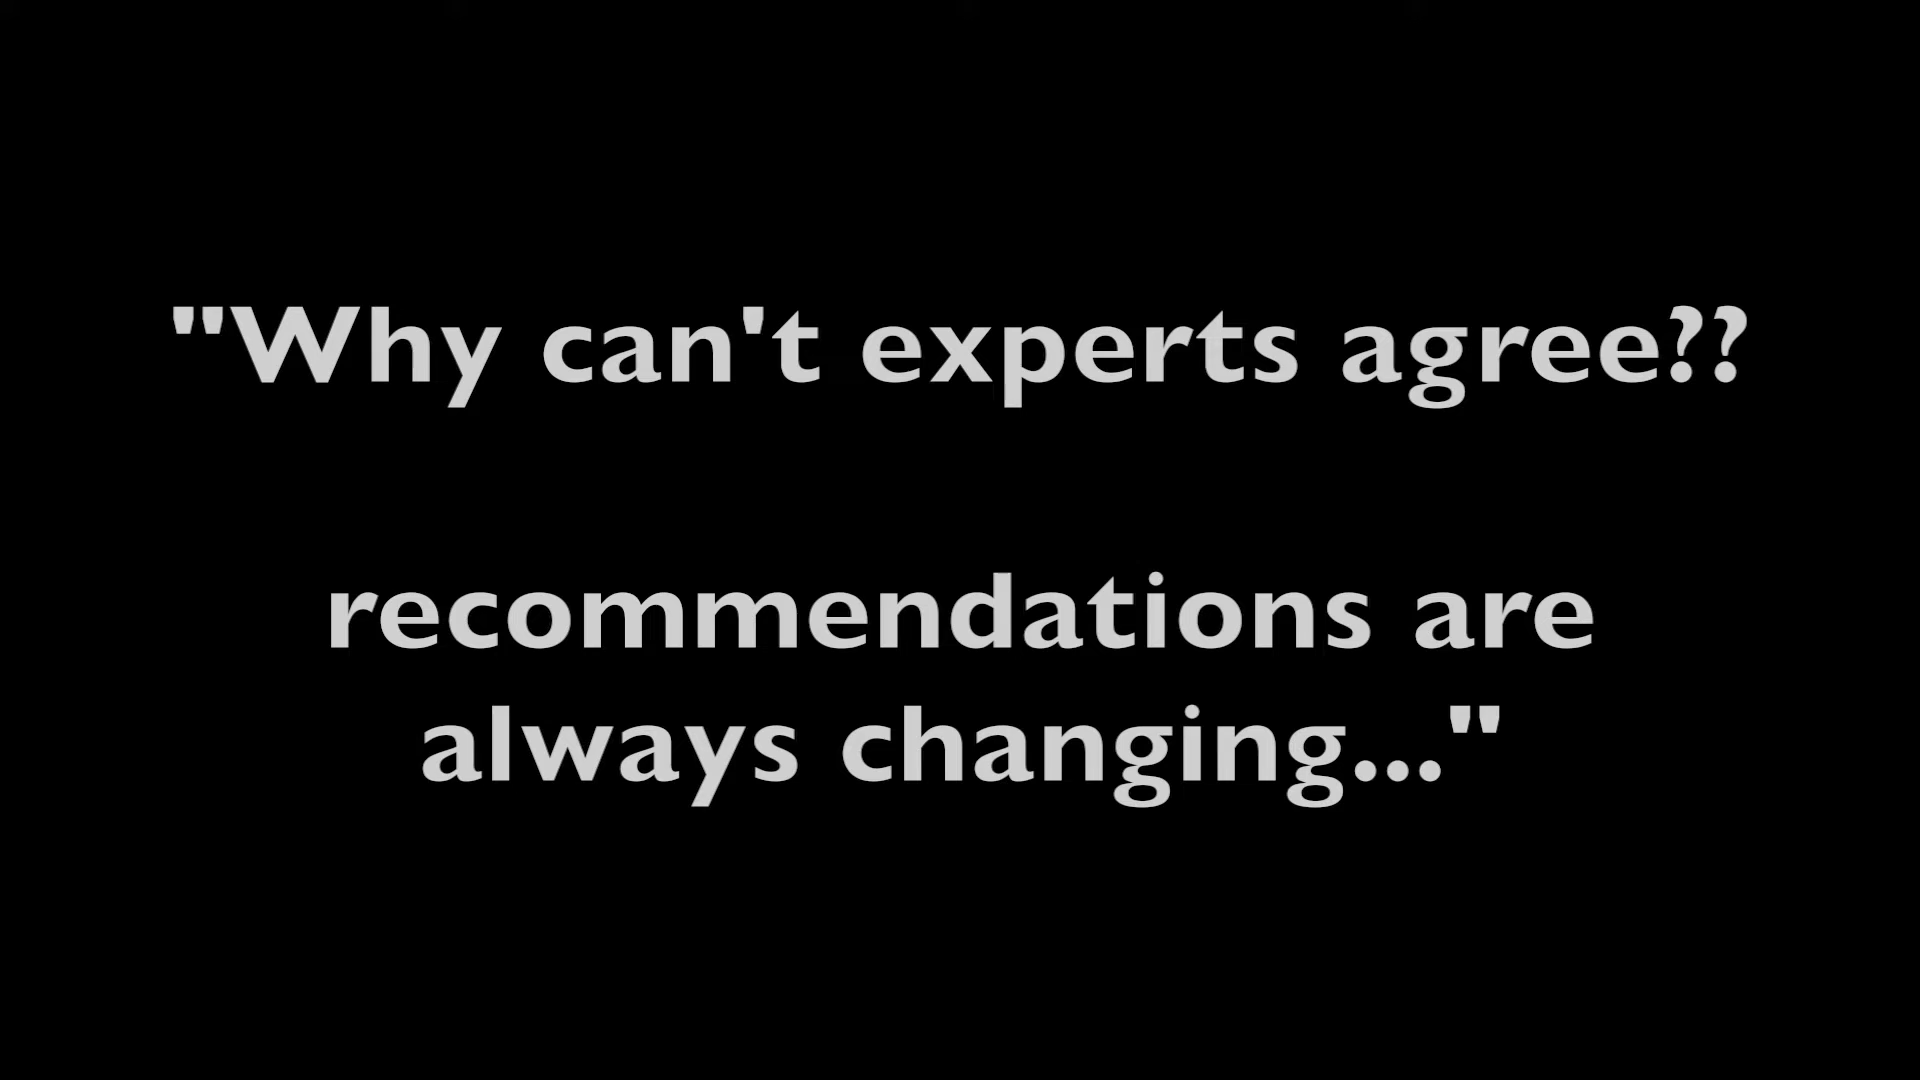 "Why can't experts agree??
recommendations are
always changing..."